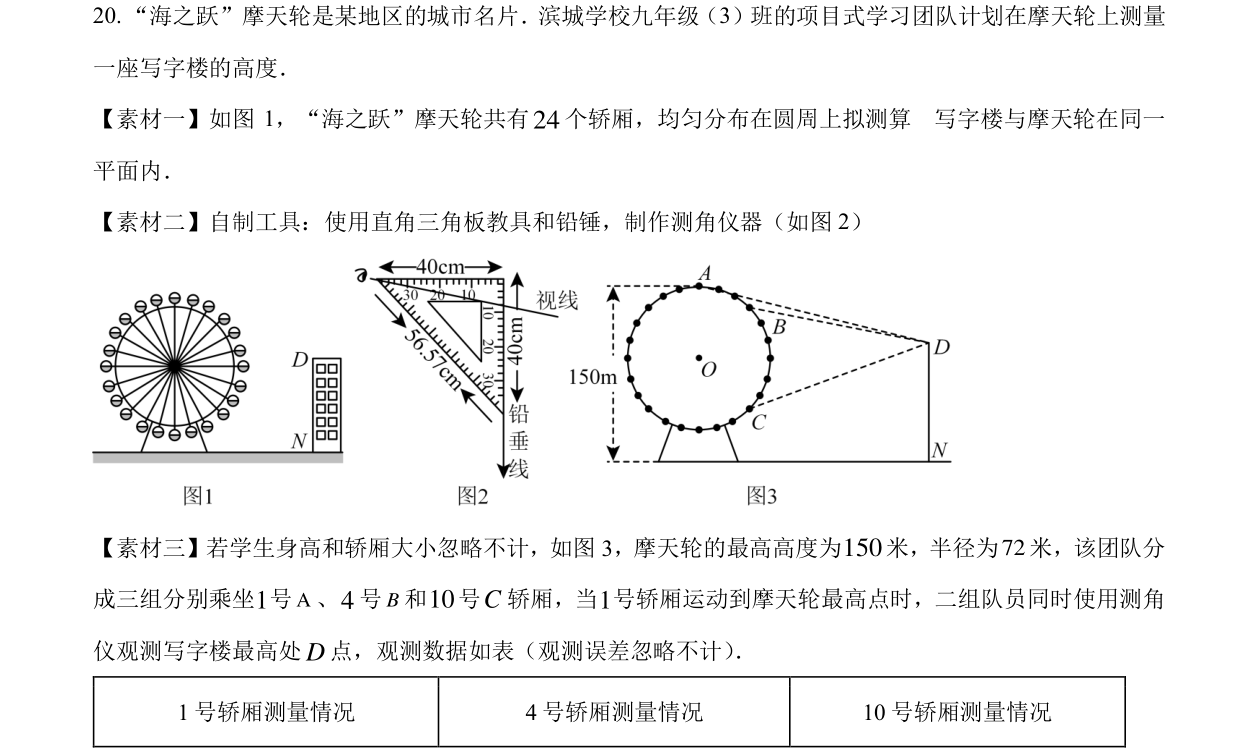 20. “海之跃”摩天轮是某地区的城市名片．滨城学校九年级（3）班的项目式学习团队计划在摩天轮上测量
一座写字楼的高度．
【素材一】如图 1，“海之跃”摩天轮共有24个轿厢，均匀分布在圆周上拟测算　写字楼与摩天轮在同一
平面内．
【素材二】自制工具：使用直角三角板教具和铅锤，制作测角仪器（如图 2）
D
N
图1
40cm
30 20 10
视线
10
20
30
40cm
56.57cm
铅
垂
线
图2
A
B
D
150m
O
C
N
图3
【素材三】若学生身高和轿厢大小忽略不计，如图 3，摩天轮的最高高度为150米，半径为72米，该团队分
成三组分别乘坐1号A、4号B和10号C轿厢，当1号轿厢运动到摩天轮最高点时，二组队员同时使用测角
仪观测写字楼最高处D点，观测数据如表（观测误差忽略不计）．
1 号轿厢测量情况
4 号轿厢测量情况
10 号轿厢测量情况